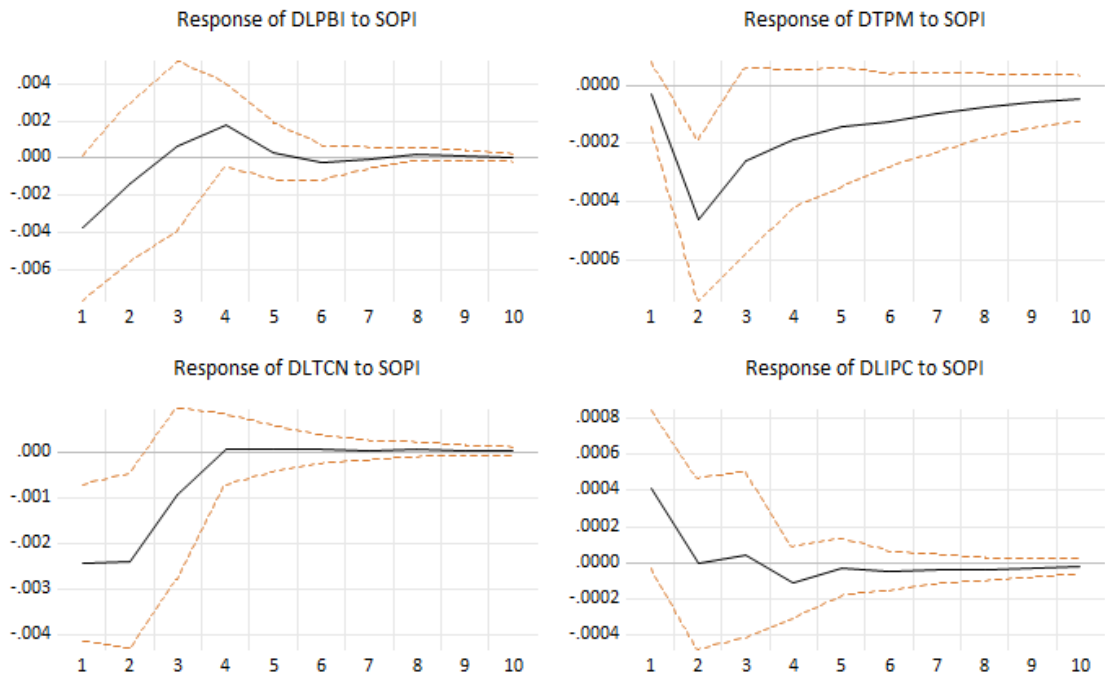 Response of DLPBI to SOPI
.004
.002
.000
-.002
-.004
-.006
1 2 3 4 5 6 7 8 9 10
Response of DTPM to SOPI
.0000
-.0002
-.0004
-.0006
1 2 3 4 5 6 7 8 9 10
Response of DLTCN to SOPI
.000
-.001
-.002
-.003
-.004
1 2 3 4 5 6 7 8 9 10
Response of DLIPC to SOPI
.0008
.0006
.0004
.0002
.0000
-.0002
-.0004
1 2 3 4 5 6 7 8 9 10